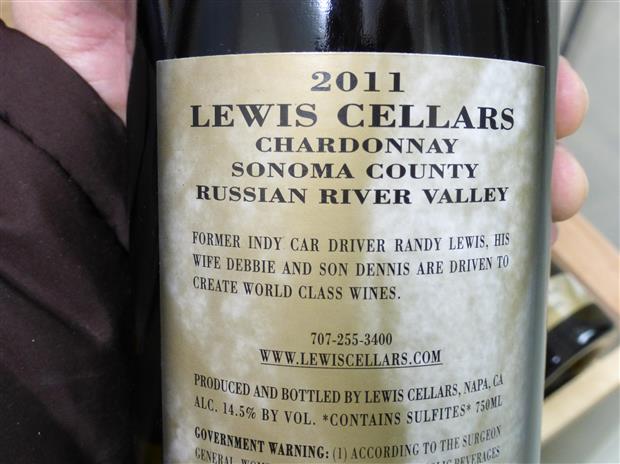 2011
LEWIS CELLARS
CHARDONNAY
SONOMA COUNTY
RUSSIAN RIVER VALLEY
FORMER INDY CAR DRIVER RANDY LEWIS, HIS
WIFE DEBBIE AND SON DENNIS ARE DRIVEN TO
CREATE WORLD CLASS WINES.
707-255-3400
WWW.LEWISCELLARS.COM
PRODUCED AND BOTTLED BY LEWIS CELLARS, NAPA, CA
ALC. 14.5% BY VOL. *CONTAINS SULFITES* 750ML
GOVERNMENT WARNING: (1) ACCORDING TO THE SURGEON
GENERAL, BEVERAGES